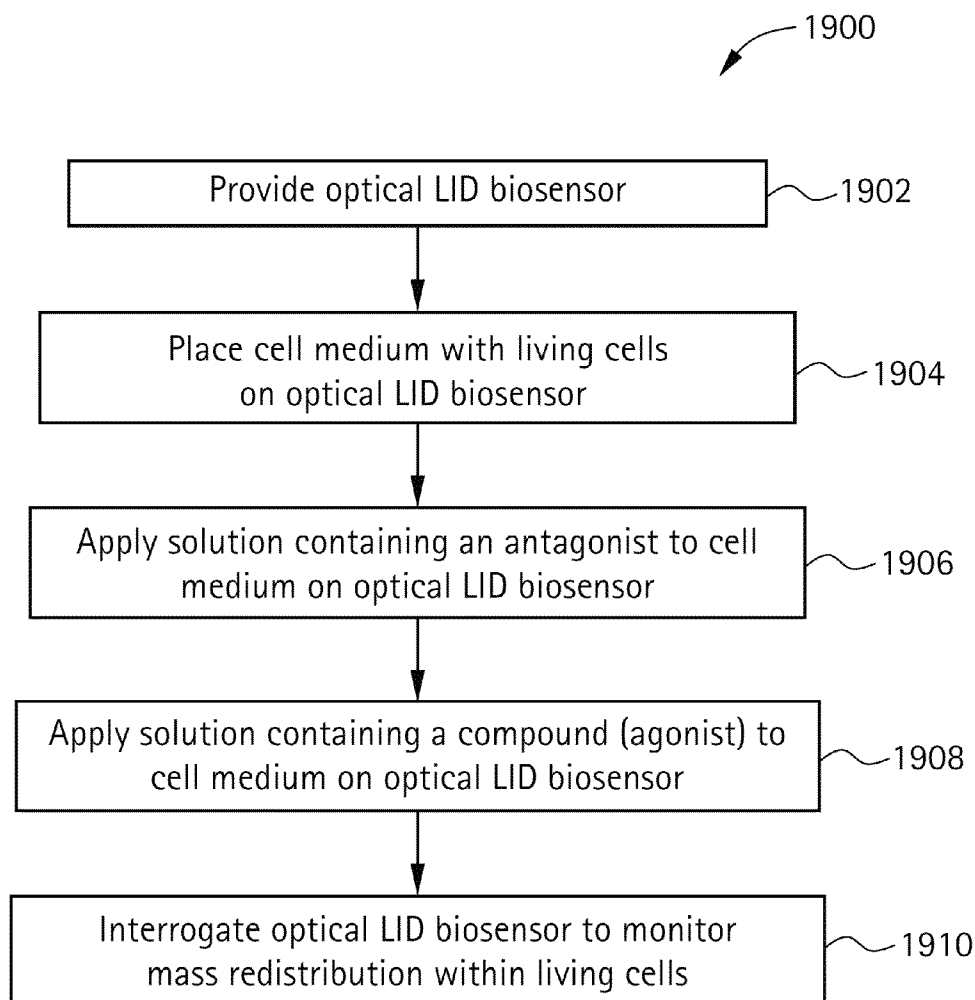 1900
Provide optical LID biosensor
1902
Place cell medium with living cells
on optical LID biosensor
1904
Apply solution containing an antagonist to cell
medium on optical LID biosensor
1906
Apply solution containing a compound (agonist) to
cell medium on optical LID biosensor
1908
Interrogate optical LID biosensor to monitor
mass redistribution within living cells
1910